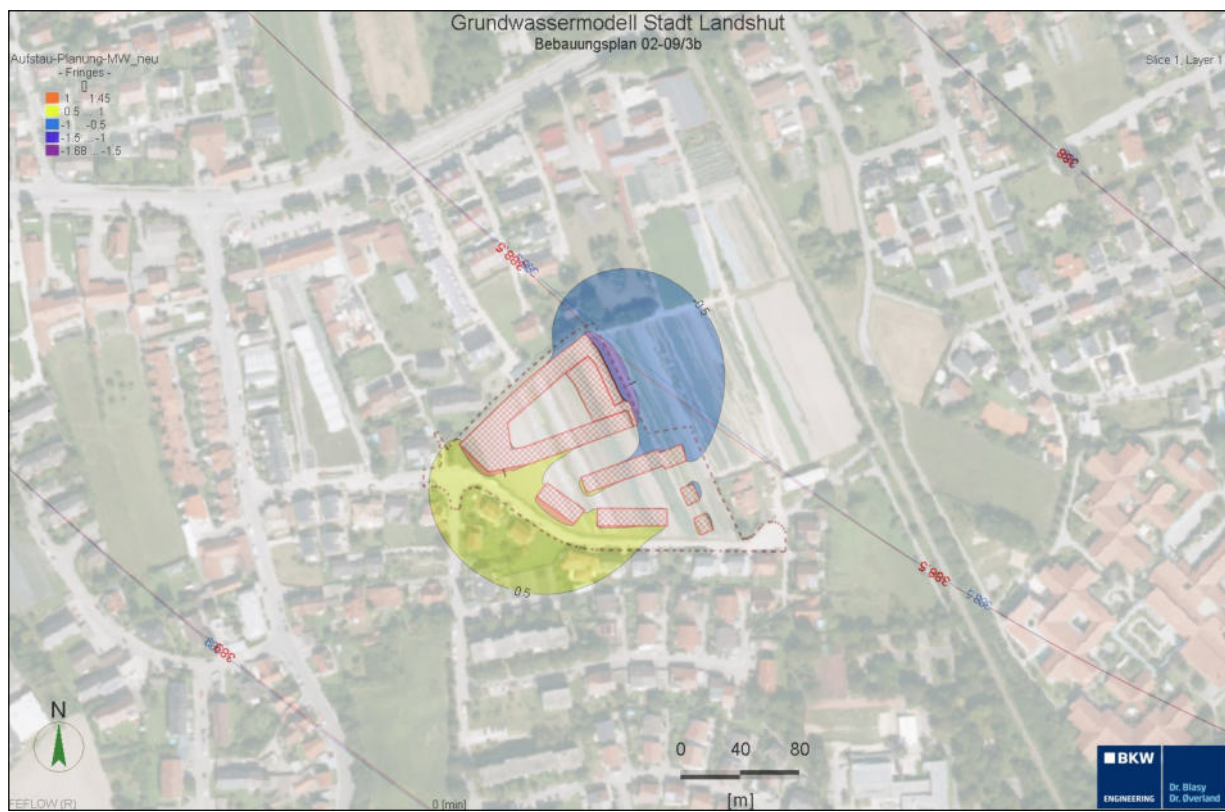 Grundwassermodell Stadt Landshut
Bebauungsplan 02-09/3b
Aufstau-Planung-MW_neu
- Fringes -
[]
1 ... 1.45
0.5 ... 1
-1 ... -0.5
-1.5 ... -1
-1.68 ... -1.5
Slice 1, Layer 1
388
388.5
-0.5
1
0.5
388.5
388.5
389
N
0 40 80
[m]
FEFLOW (R)
0 [min]
BKW
ENGINEERING
Dr. Blasy
Dr. Øverland